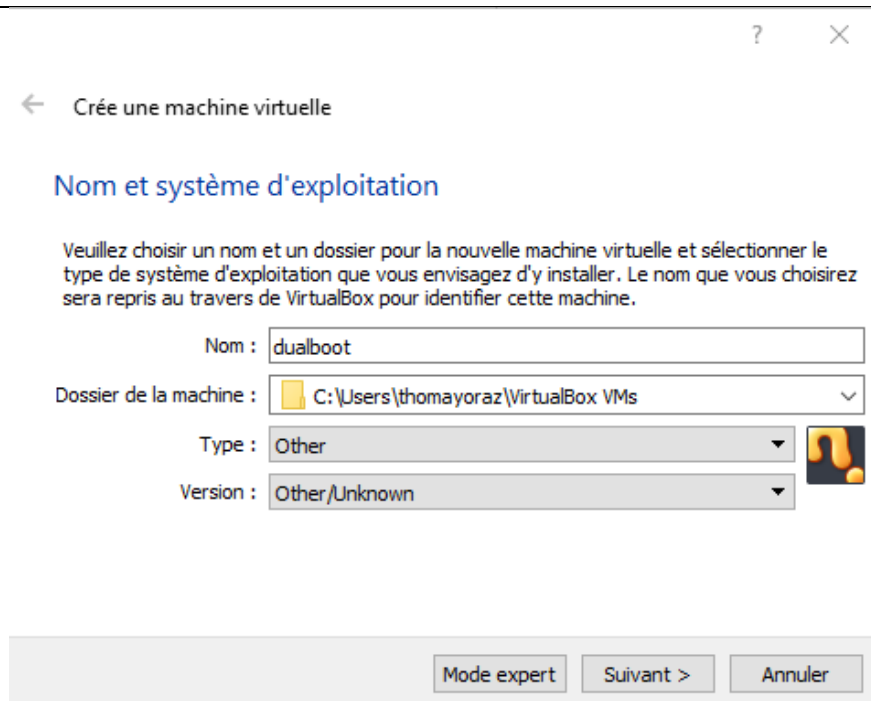 ?
Crée une machine virtuelle
Nom et système d'exploitation
Veuillez choisir un nom et un dossier pour la nouvelle machine virtuelle et sélectionner le
type de système d'exploitation que vous envisagez d'y installer. Le nom que vous choisirez
sera repris au travers de VirtualBox pour identifier cette machine.
Nom : dualboot
Dossier de la machine : C:\Users\thomayoraz\VirtualBox VMs
Type : Other
Version : Other/Unknown
Mode expert Suivant > Annuler